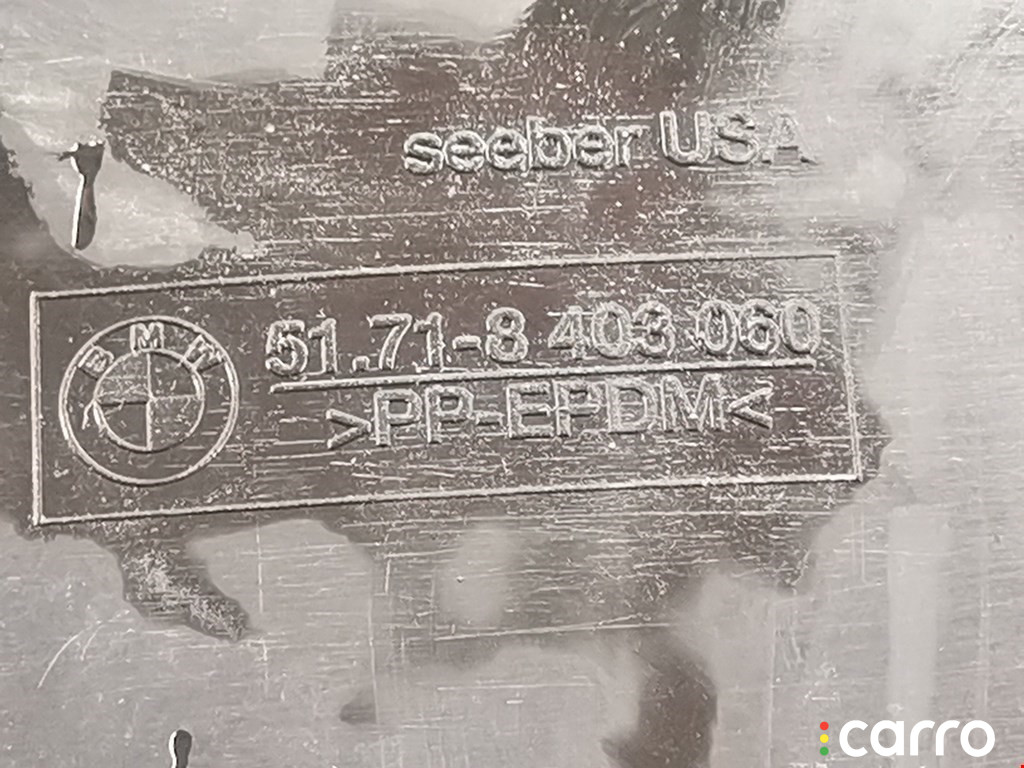 seeber USA
BMW
51.71-8 403 060
>PP-EPDM<
carro